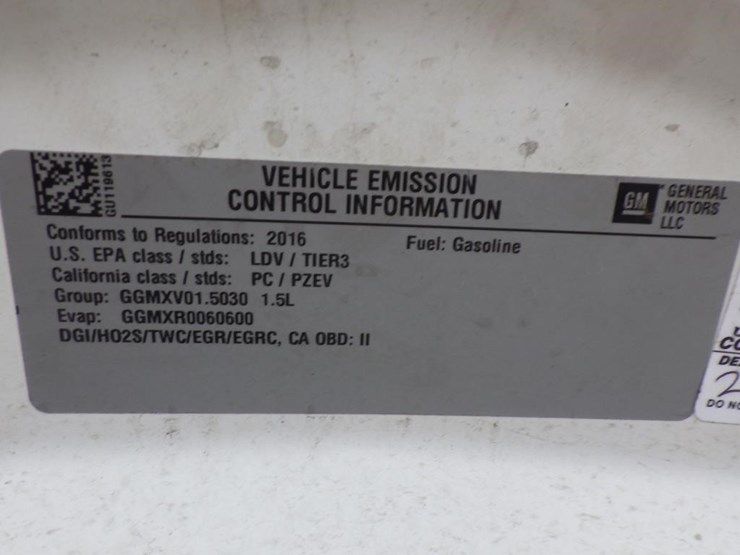 GU119613
VEHICLE EMISSION
CONTROL INFORMATION
GM GENERAL
MOTORS
LLC
Conforms to Regulations: 2016
Fuel: Gasoline
U.S. EPA class / stds: LDV / TIER3
California class / stds: PC / PZEV
Group: GGMXV01.5030 1.5L
Evap: GGMXR0060600
DGI/HO2S/TWC/EGR/EGRC, CA OBD: II
DO